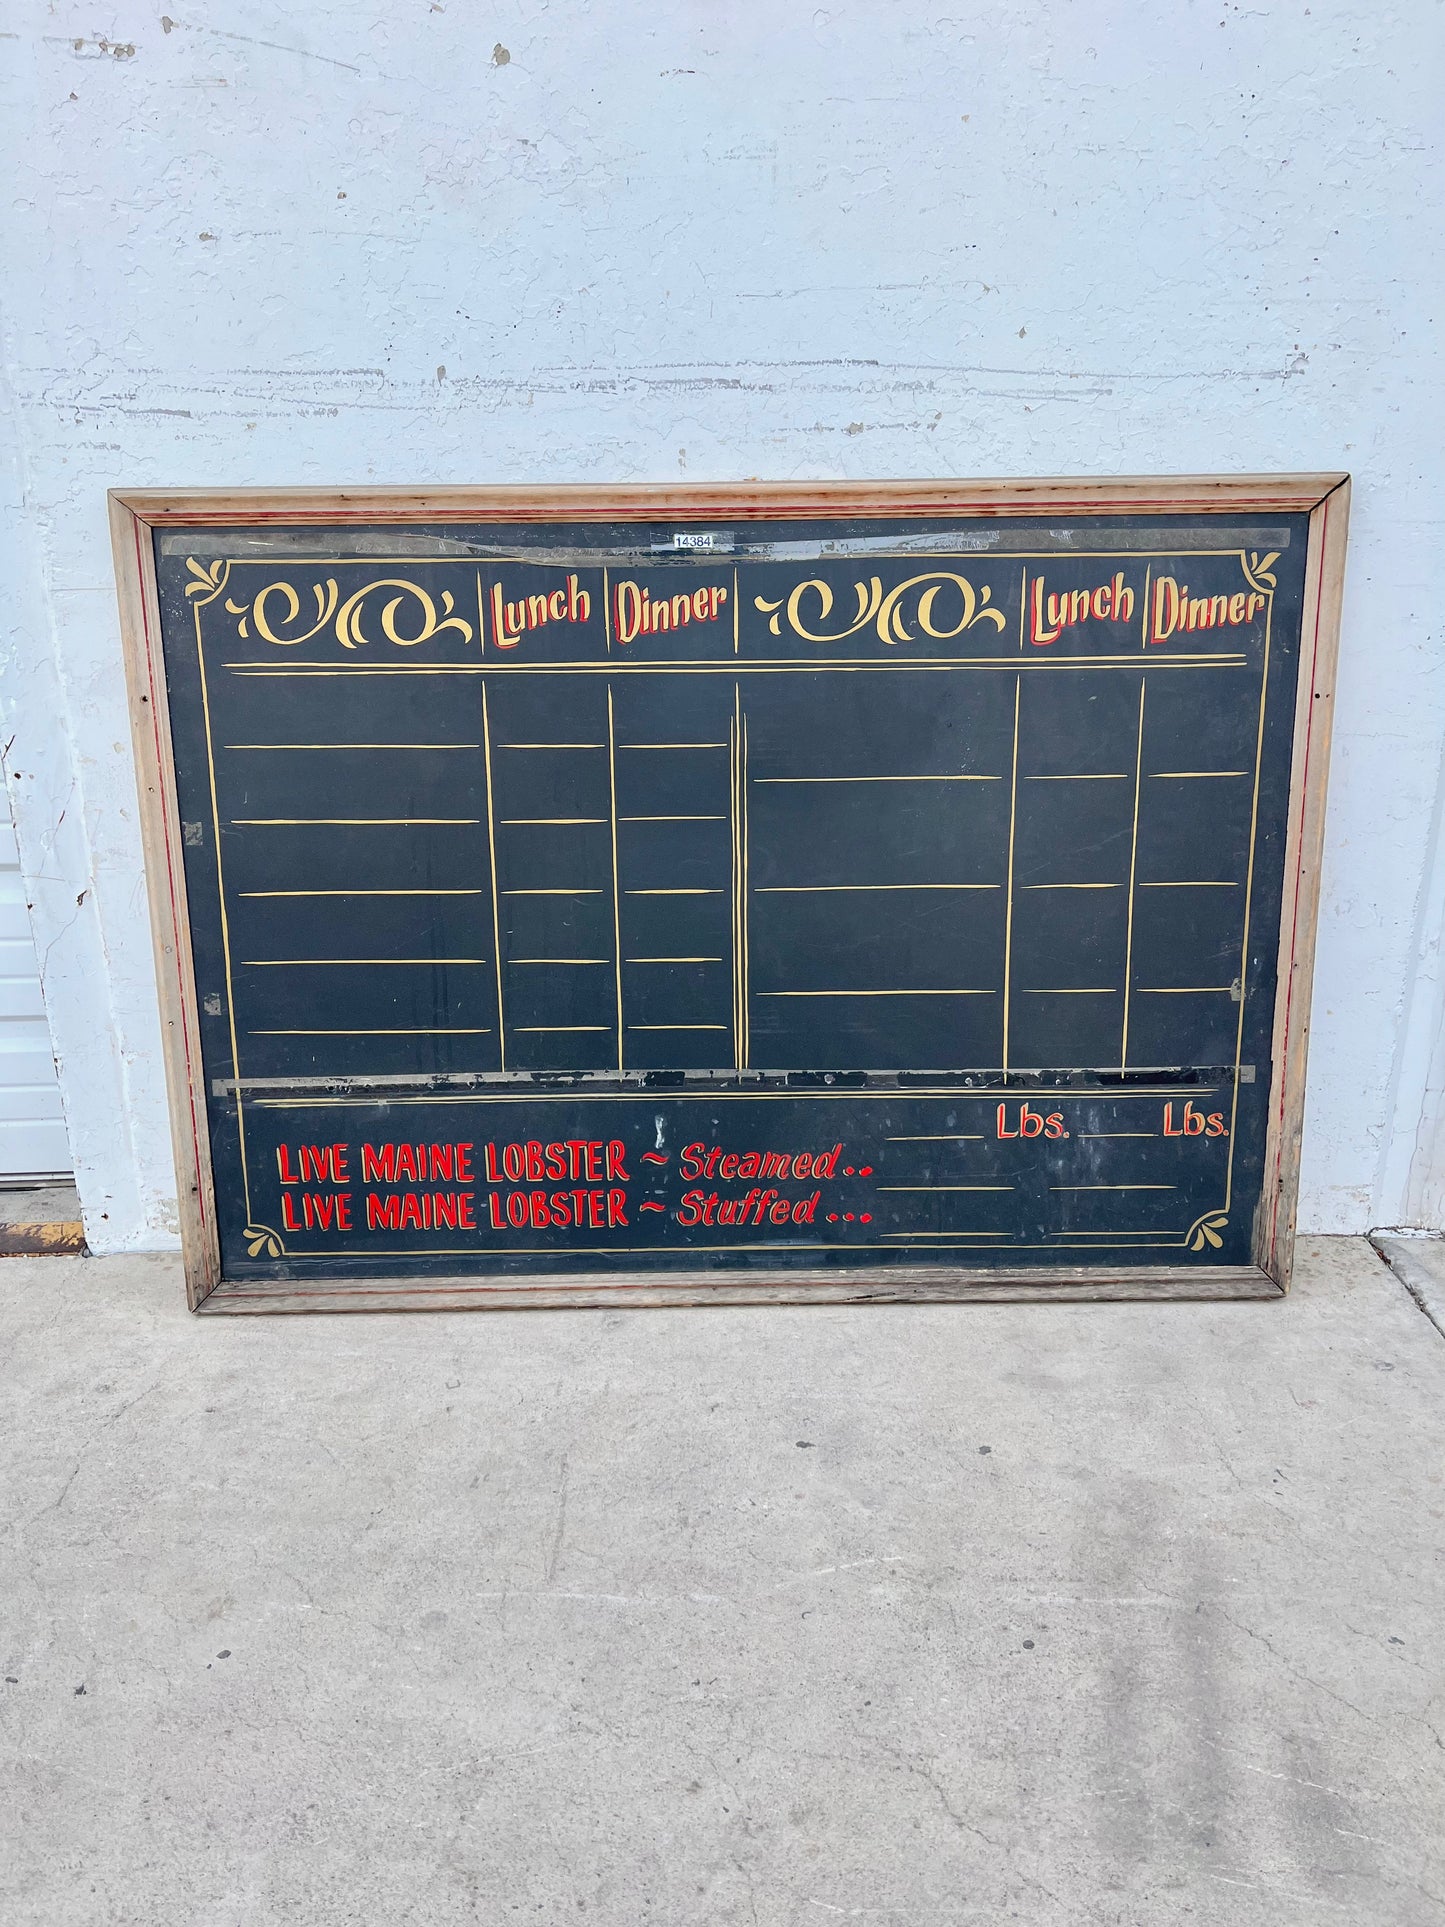 14384
Lunch Dinner Lunch Dinner
Lbs. Lbs.
LIVE MAINE LOBSTER ~ Steamed..
LIVE MAINE LOBSTER ~ Stuffed ...